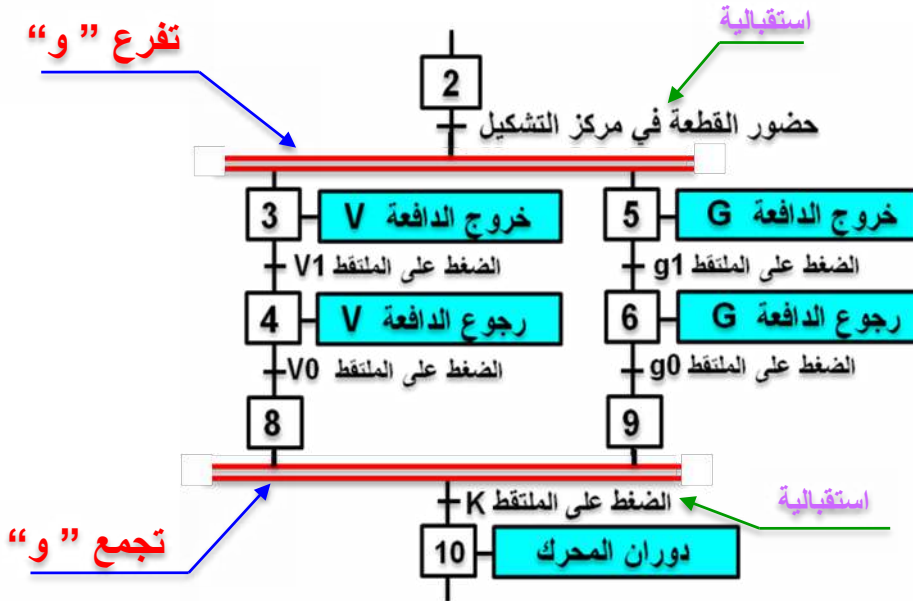 استقبالية
تفرع ” و“
2
حضور القطعة في مركز التشكيل
3 خروج الدافعة V
5 خروج الدافعة G
V1 الضغط على الملتقط
g1 الضغط على الملتقط
4 رجوع الدافعة V
6 رجوع الدافعة G
V0 الضغط على الملتقط
g0 الضغط على الملتقط
8
9
K الضغط على الملتقط
استقبالية
تجمع ” و“
10 دوران المحرك